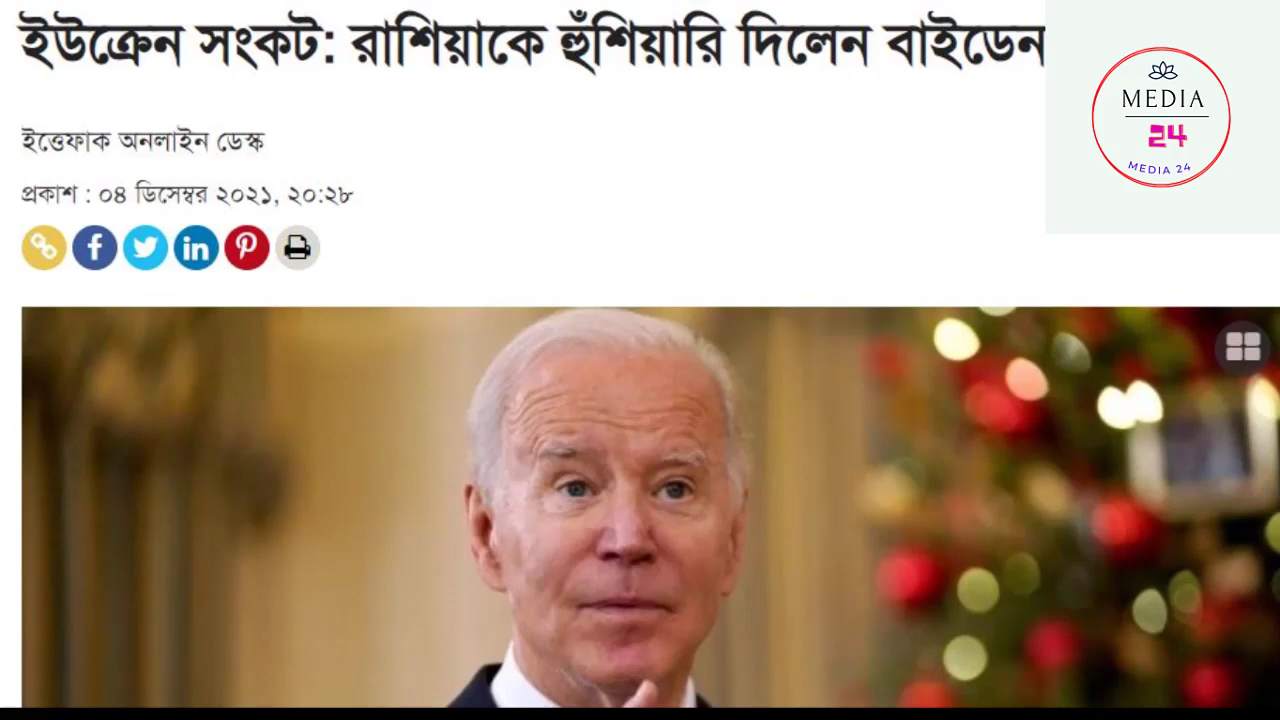 ইউক্রেন সংকট: রাশিয়াকে হুঁশিয়ারি দিলেন বাইডেন
MEDIA
24
MEDIA 24
ইত্তেফাক অনলাইন ডেস্ক
প্রকাশ : ০৪ ডিসেম্বর ২০২১, ২০:২৮